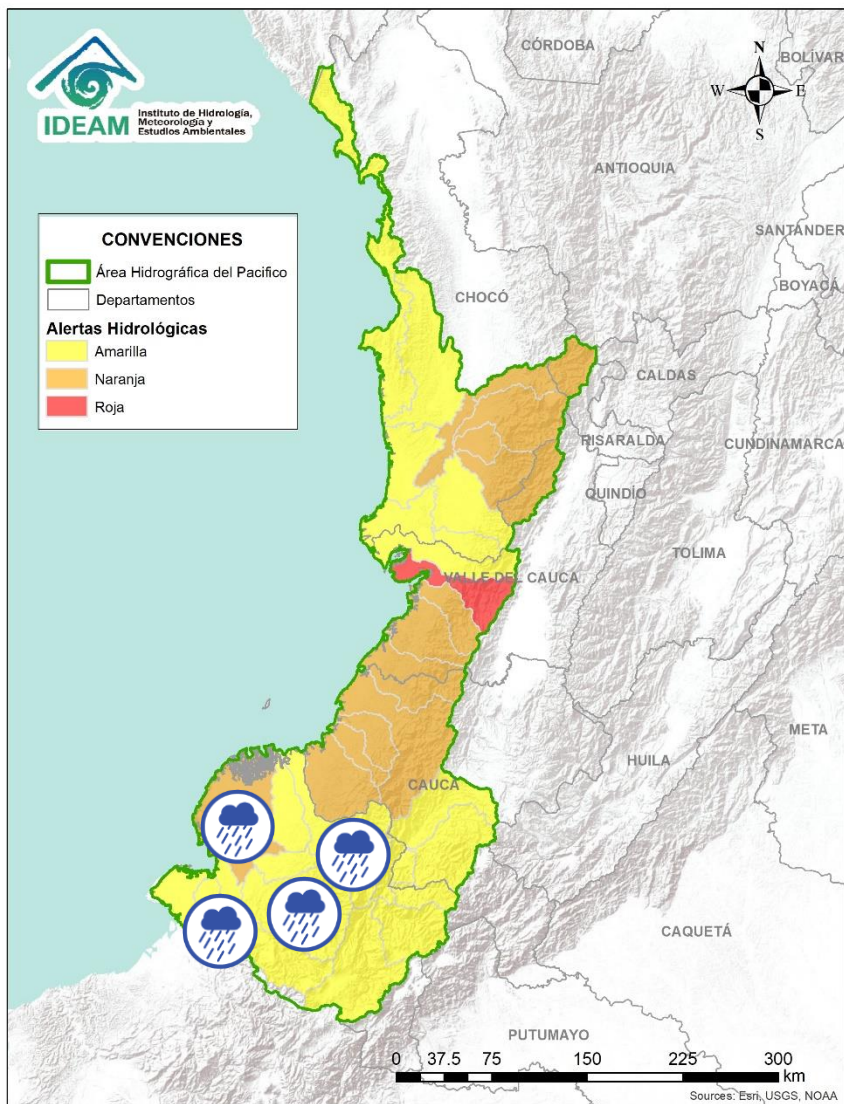 IDEAM
Instituto de Hidrología,
Meteorología y
Estudios Ambientales
N
W
E
S
CÓRDOBA
BOLÍVAR
ANTIOQUIA
SANTANDER
BOYACÁ
CHOCÓ
CALDAS
RISARALDA
CUNDINAMARCA
QUINDÍO
TOLIMA
VALLE DEL CAUCA
META
HUILA
CAUCA
CAQUETÁ
PUTUMAYO
CONVENCIONES
Área Hidrográfica del Pacifico
Departamentos
Alertas Hidrológicas
Amarilla
Naranja
Roja
0 37.5 75 150 225 300
km
Sources: Esri, USGS, NOAA